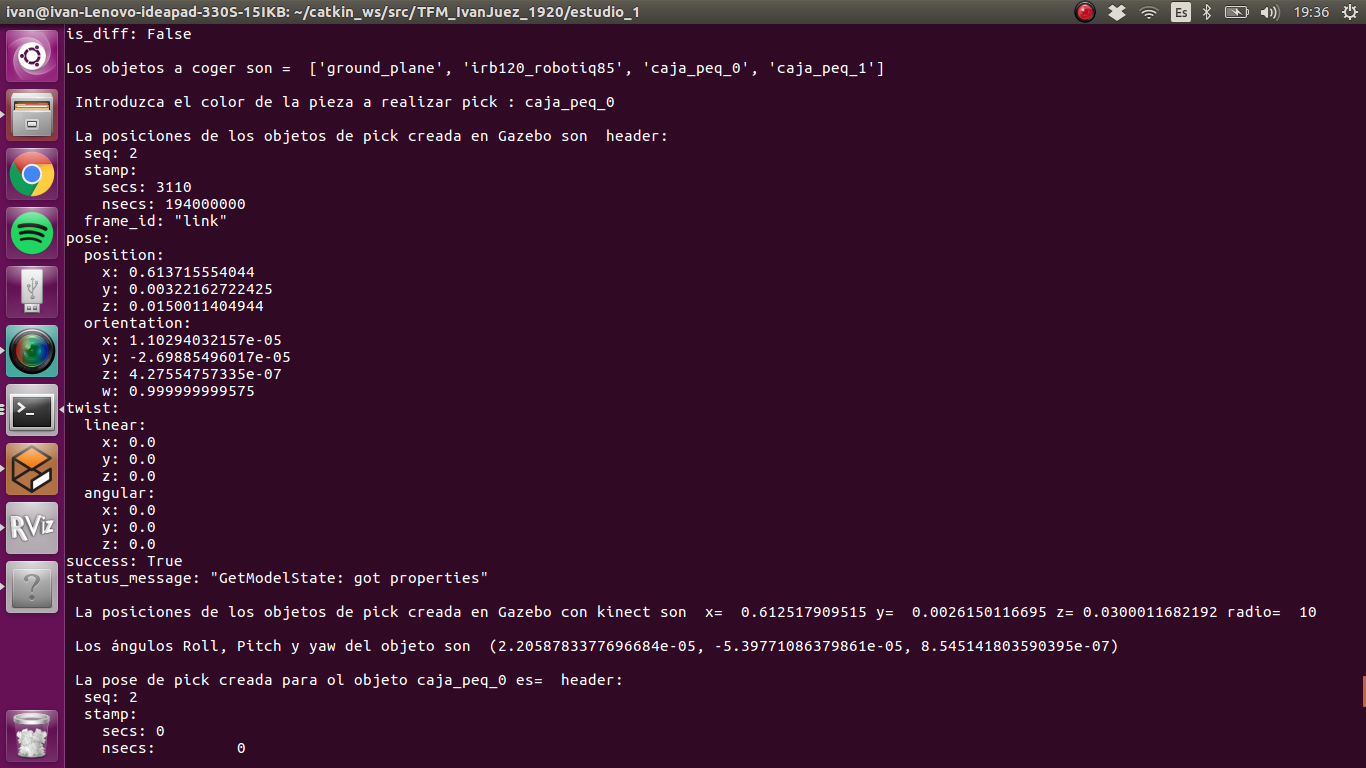 ivan@ivan-Lenovo-ideapad-330S-15IKB: ~/catkin_ws/src/TFM_IvanJuez_1920/estudio_1
Es
19:36
is_diff: False
Los objetos a coger son =  ['ground_plane', 'irb120_robotiq85', 'caja_peq_0', 'caja_peq_1']
Introduzca el color de la pieza a realizar pick : caja_peq_0
La posiciones de los objetos de pick creada en Gazebo son  header:
seq: 2
stamp:
secs: 3110
nsecs: 194000000
frame_id: "link"
pose:
position:
x: 0.613715554044
y: 0.00322162722425
z: 0.0150011404944
orientation:
x: 1.10294032157e-05
y: -2.69885496017e-05
z: 4.27554757335e-07
w: 0.999999999575
twist:
linear:
x: 0.0
y: 0.0
z: 0.0
angular:
x: 0.0
y: 0.0
z: 0.0
success: True
status_message: "GetModelState: got properties"
La posiciones de los objetos de pick creada en Gazebo con kinect son  x=  0.612517909515 y=  0.0026150116695 z= 0.0300011682192 radio=  10
Los ángulos Roll, Pitch y yaw del objeto son  (2.2058783377696684e-05, -5.39771086379861e-05, 8.545141803590395e-07)
La pose de pick creada para ol objeto caja_peq_0 es=  header:
seq: 2
stamp:
secs: 0
nsecs:         0
>_
RViz
?